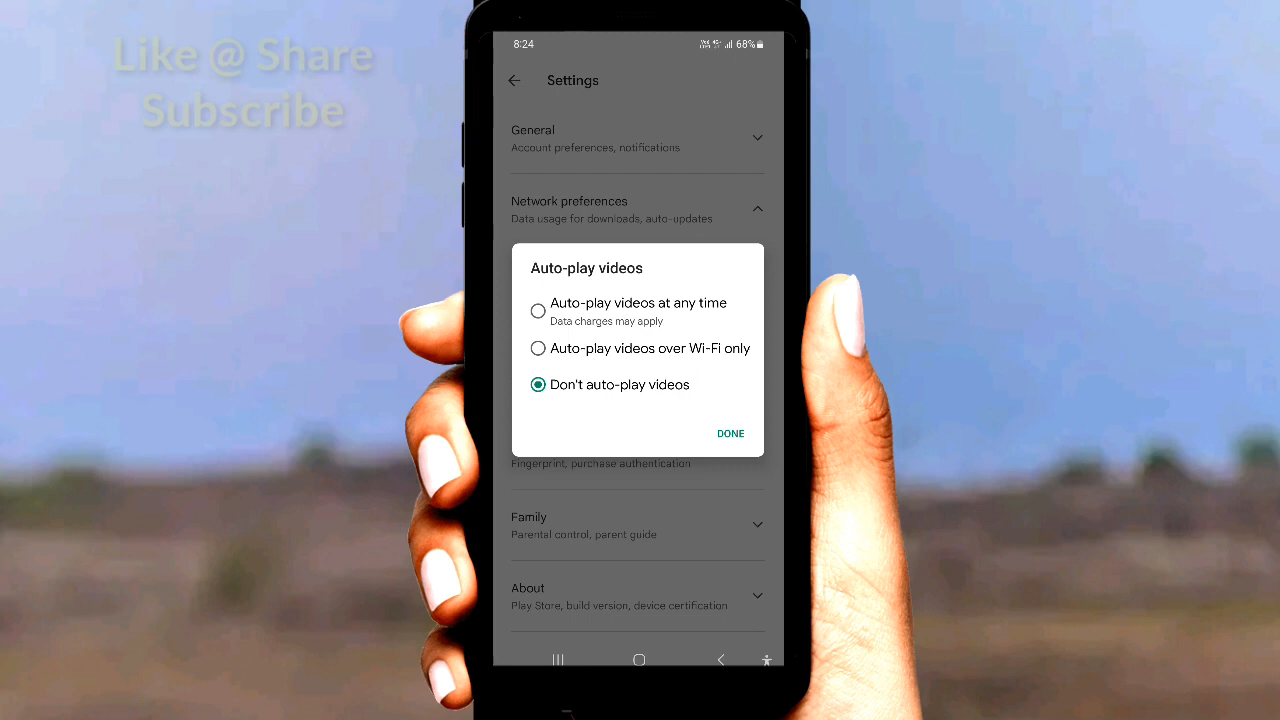 Like @ Share
Subscribe
8:24
68%
Settings
General
Account preferences, notifications
Network preferences
Data usage for downloads, auto-updates
Auto-play videos
Auto-play videos at any time
Data charges may apply
Auto-play videos over Wi-Fi only
Don't auto-play videos
DONE
Fingerprint, purchase authentication
Family
Parental control, parent guide
About
Play Store, build version, device certification